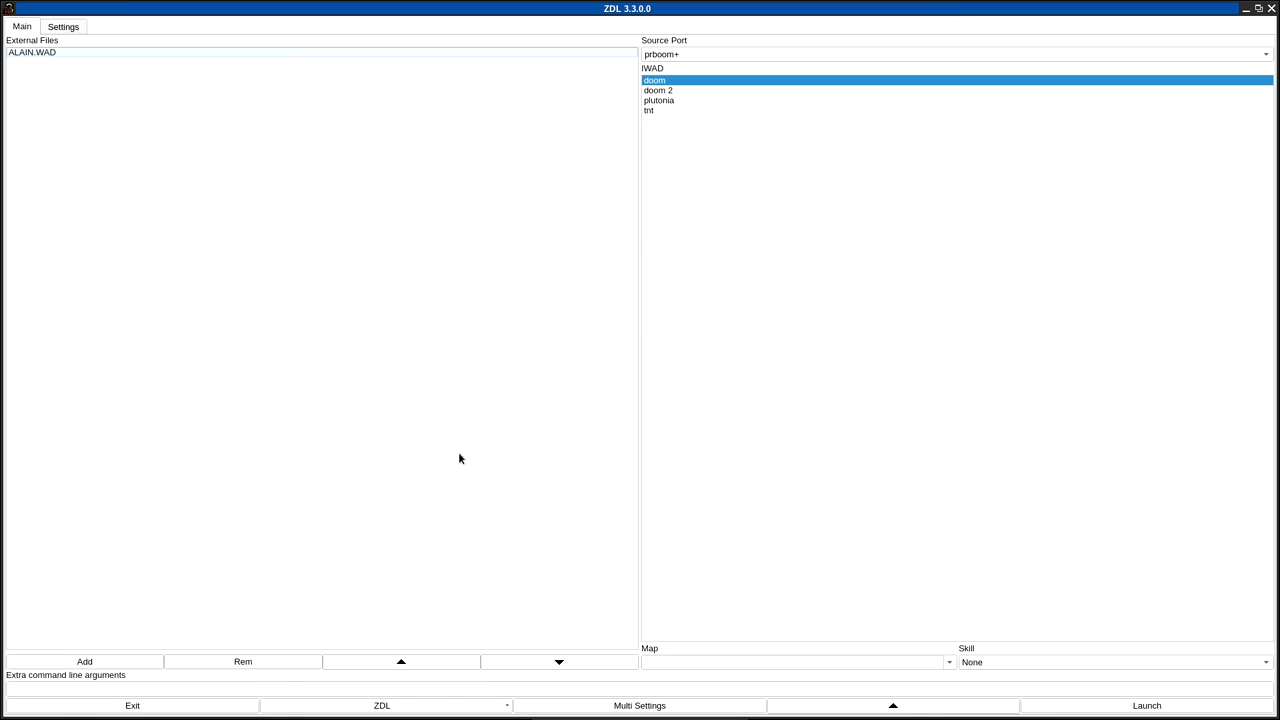 ZDL 3.3.0.0
Main
Settings
External Files
ALAIN.WAD
Source Port
prboom+
IWAD
doom
doom 2
plutonia
tnt
Add
Rem
Map
Skill
None
Extra command line arguments
Exit
ZDL
Multi Settings
Launch